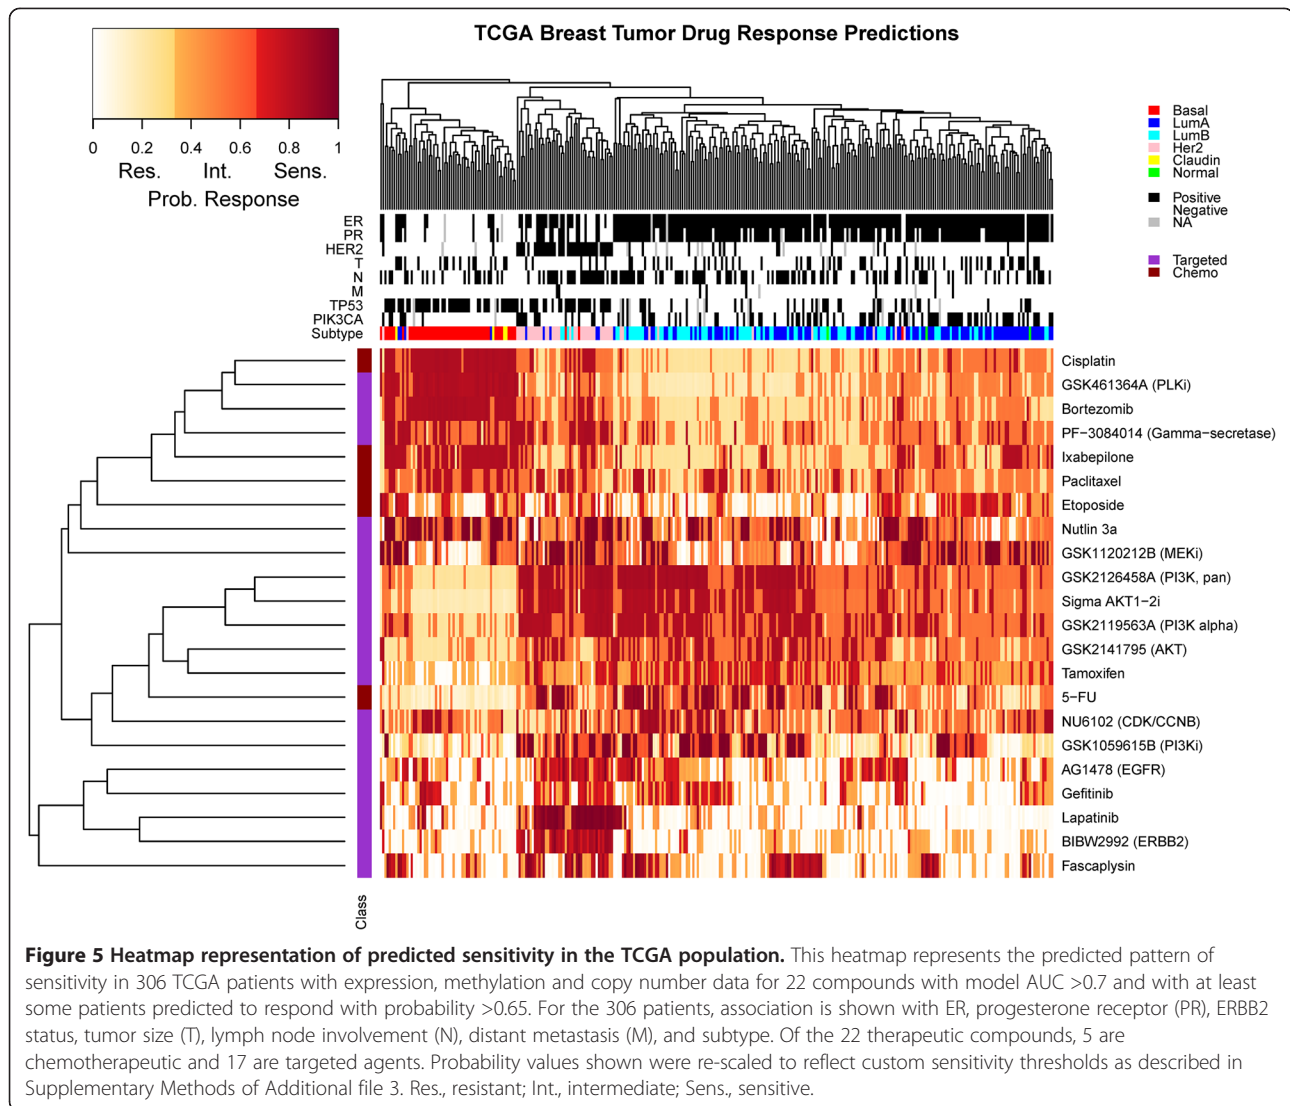 TCGA Breast Tumor Drug Response Predictions
0 0.2 0.4 0.6 0.8 1
Res. Int. Sens.
Prob. Response
Basal
LumA
LumB
Her2
Claudin
Normal
Positive
Negative
NA
Targeted
Chemo
ER
PR
HER2
T
N
M
TP53
PIK3CA
Subtype
Cisplatin
GSK461364A (PLKi)
Bortezomib
PF−3084014 (Gamma−secretase)
Ixabepilone
Paclitaxel
Etoposide
Nutlin 3a
GSK1120212B (MEKi)
GSK2126458A (PI3K, pan)
Sigma AKT1−2i
GSK2119563A (PI3K alpha)
GSK2141795 (AKT)
Tamoxifen
5−FU
NU6102 (CDK/CCNB)
GSK1059615B (PI3Ki)
AG1478 (EGFR)
Gefitinib
Lapatinib
BIBW2992 (ERBB2)
Fascaplysin
Class
Figure 5 Heatmap representation of predicted sensitivity in the TCGA population. This heatmap represents the predicted pattern of
sensitivity in 306 TCGA patients with expression, methylation and copy number data for 22 compounds with model AUC >0.7 and with at least
some patients predicted to respond with probability >0.65. For the 306 patients, association is shown with ER, progesterone receptor (PR), ERBB2
status, tumor size (T), lymph node involvement (N), distant metastasis (M), and subtype. Of the 22 therapeutic compounds, 5 are
chemotherapeutic and 17 are targeted agents. Probability values shown were re-scaled to reflect custom sensitivity thresholds as described in
Supplementary Methods of Additional file 3. Res., resistant; Int., intermediate; Sens., sensitive.